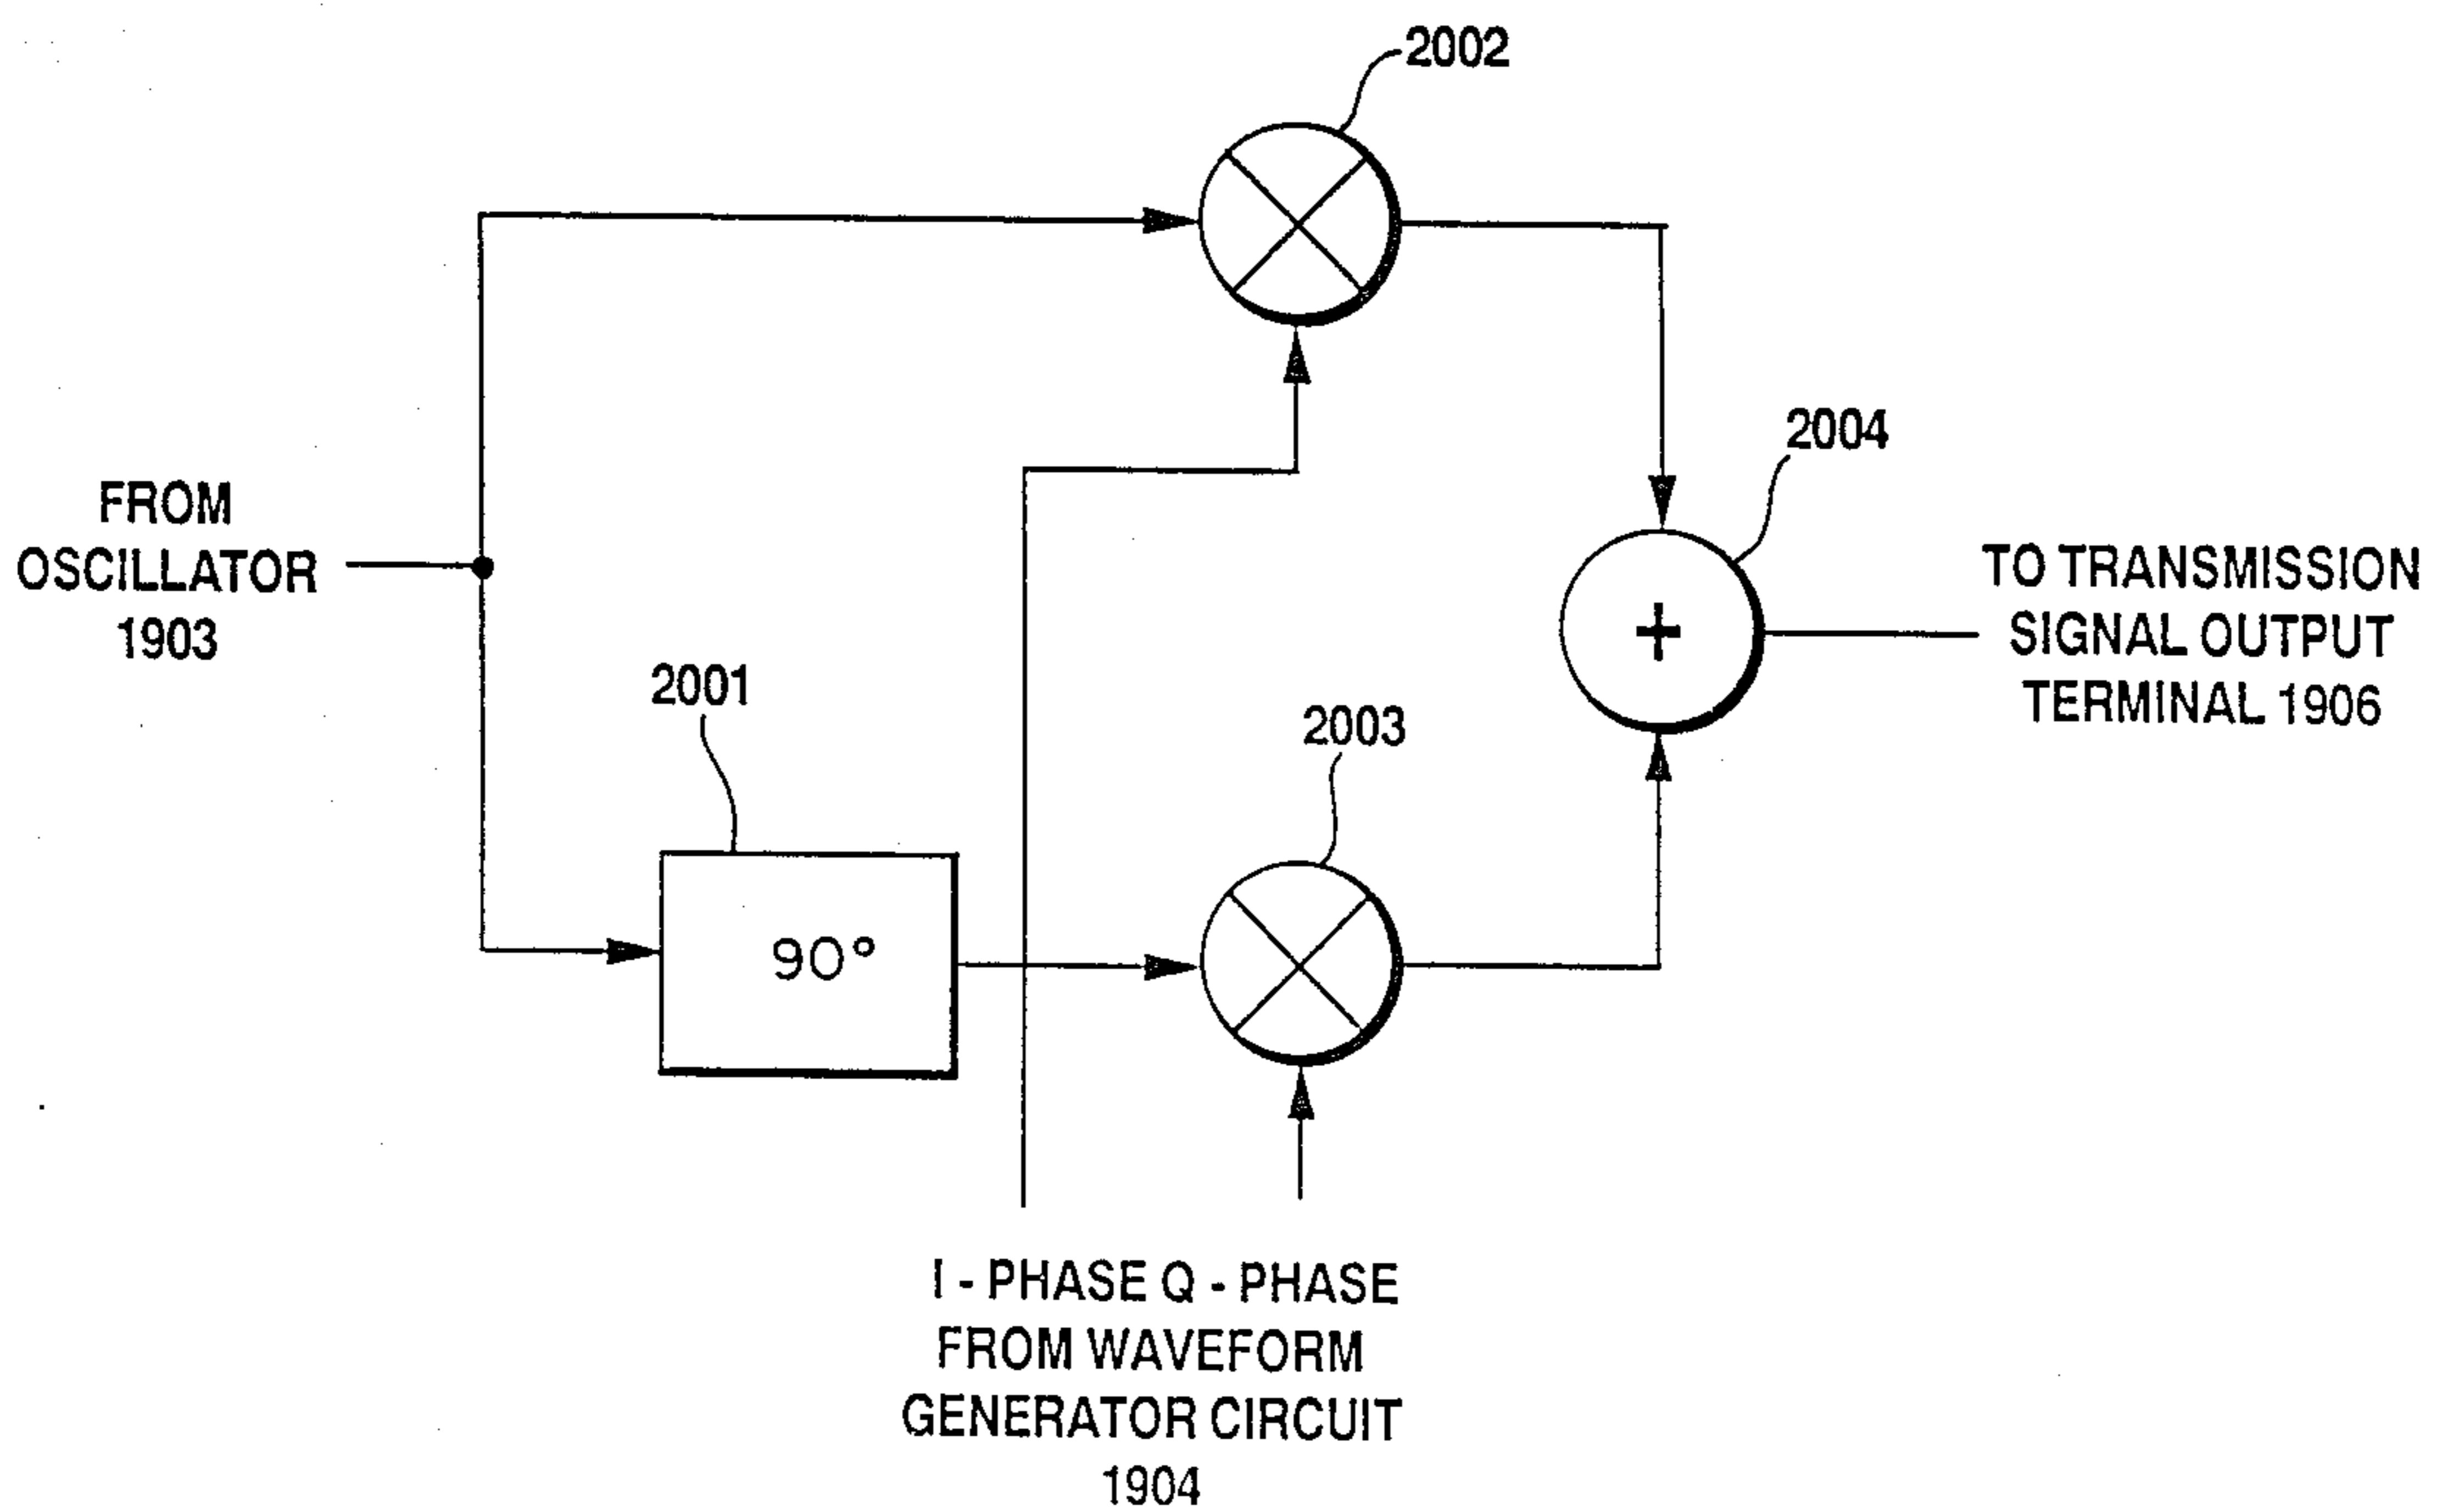 2002
2004
FROM
OSCILLATOR
1903
TO TRANSMISSION
SIGNAL OUTPUT
TERMINAL 1906
2001
2003
+
90°
I - PHASE Q - PHASE
FROM WAVEFORM
GENERATOR CIRCUIT
1904